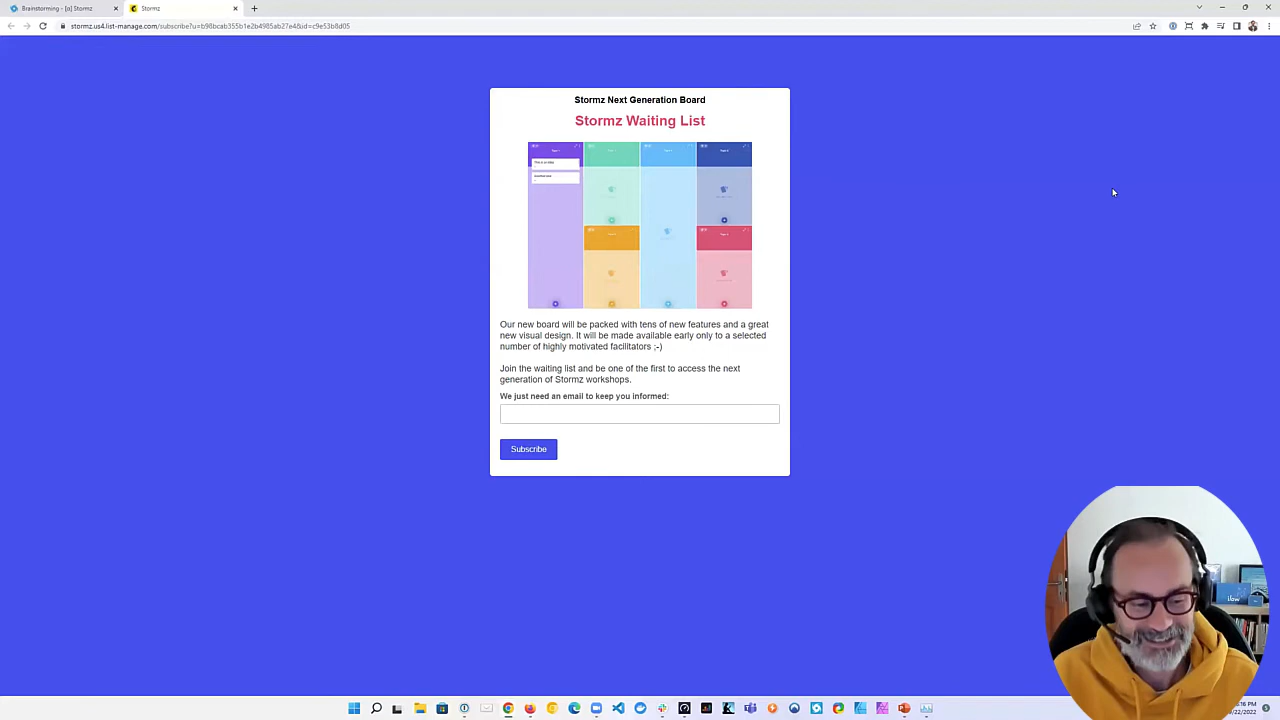 Brainstorming - [o] Stormz
Stormz
stormz.us4.list-manage.com/subscribe?u=b98bcab355b1e2b4985ab27e4&id=c9e53b8d05
Stormz Next Generation Board
Stormz Waiting List
Our new board will be packed with tens of new features and a great
new visual design. It will be made available early only to a selected
number of highly motivated facilitators ;-)
Join the waiting list and be one of the first to access the next
generation of Stormz workshops.
We just need an email to keep you informed:
Subscribe